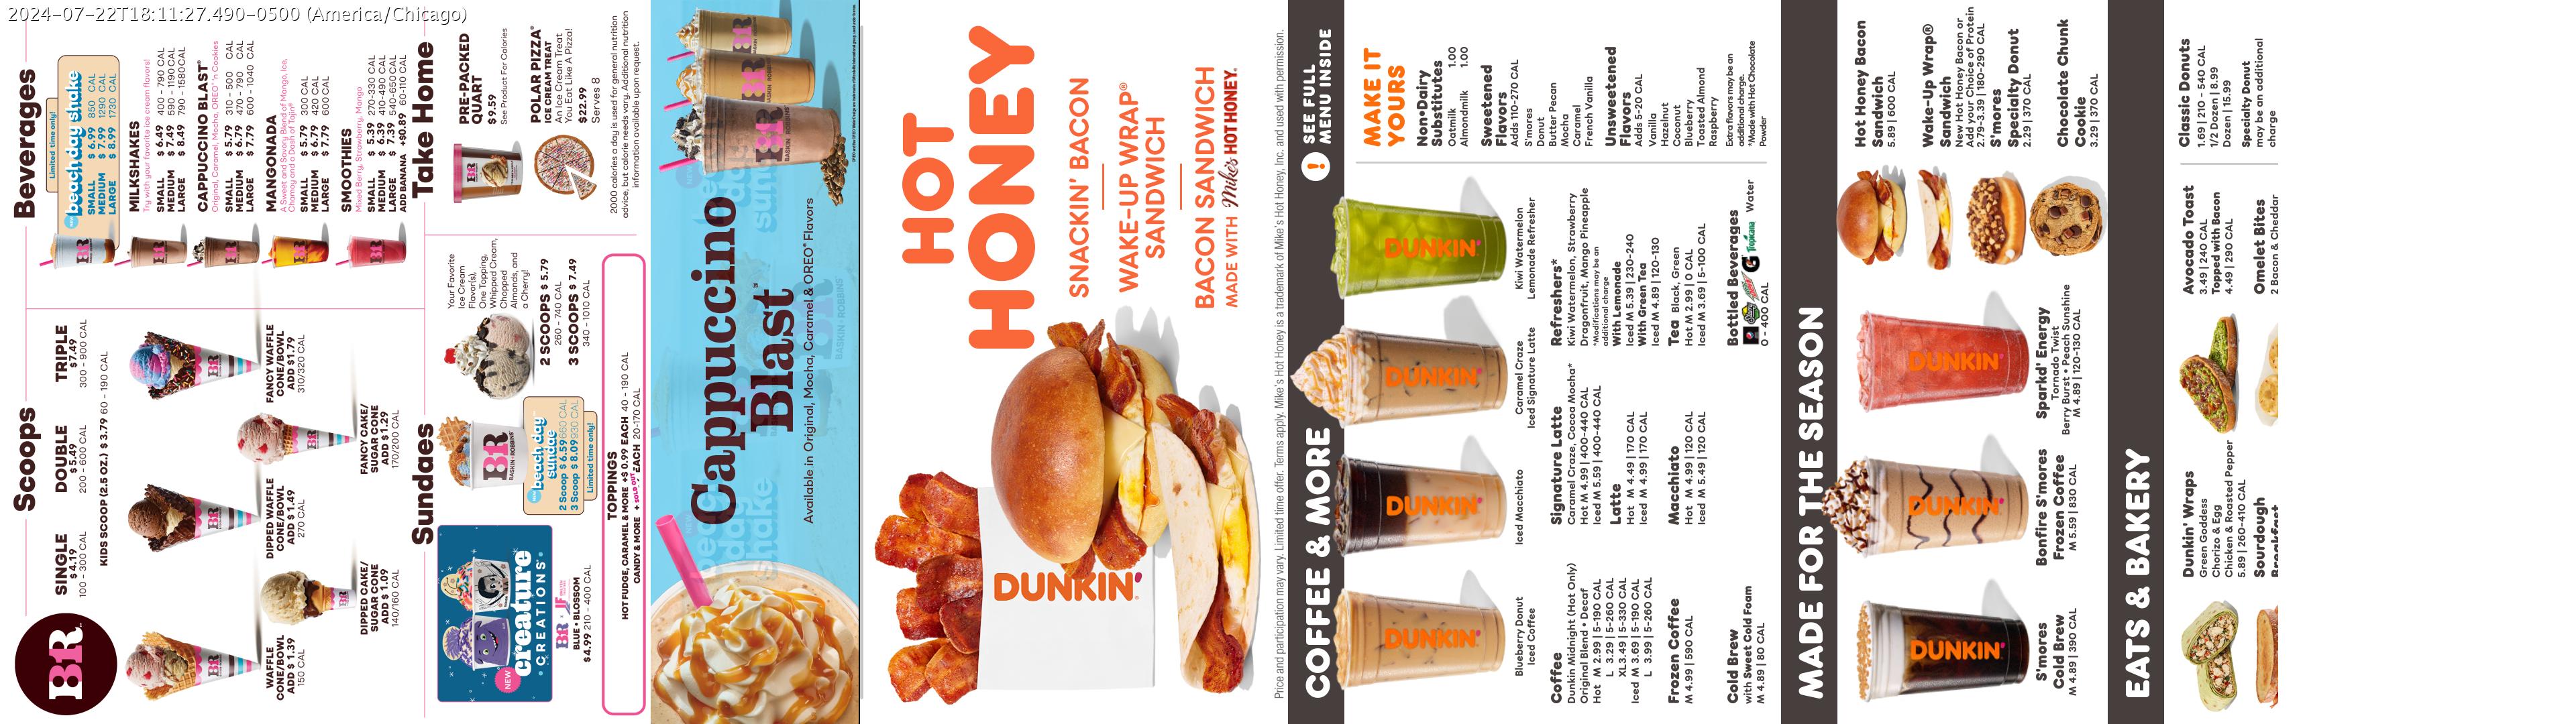 2024-07-22T18:11:27.490-0500 (America/Chicago)
BR
Scoops
SINGLE
$ 4.19
100 - 300 CAL
DOUBLE
$ 5.49
200 - 600 CAL
TRIPLE
$ 7.49
300 - 900 CAL
KIDS SCOOP (2.5 OZ.) $ 3.79 60 - 190 CAL
WAFFLE
CONE/BOWL
ADD $ 1.39
150 CAL
DIPPED CAKE/
SUGAR CONE
ADD $ 1.09
140/160 CAL
DIPPED WAFFLE
CONE/BOWL
ADD $ 1.49
270 CAL
FANCY CAKE/
SUGAR CONE
ADD $ 1.29
170/200 CAL
FANCY WAFFLE
CONE/BOWL
ADD $ 1.79
310/320 CAL
Beverages
Limited time only!
beach day shake
SMALL $ 6.99 850 CAL
MEDIUM $ 7.99 1290 CAL
LARGE $ 8.99 1730 CAL
MILKSHAKES
Try with your favorite ice cream flavors!
SMALL $ 6.49 400 - 790 CAL
MEDIUM $ 7.49 590 - 1190 CAL
LARGE $ 8.49 790 - 1580 CAL
CAPPUCCINO BLAST®
Original, Caramel, Mocha, OREO® 'n Cookies
SMALL $ 5.79 310 - 500 CAL
MEDIUM $ 6.79 470 - 790 CAL
LARGE $ 7.79 600 - 1040 CAL
MANGONADA
A Sweet and Savory Blend of Mango, Ice,
Chamoy and a Dash of Tajin®
SMALL $ 5.79 300 CAL
MEDIUM $ 6.79 420 CAL
LARGE $ 7.79 600 CAL
SMOOTHIES
Mixed Berry, Strawberry, Mango
SMALL $ 5.39 270-330 CAL
MEDIUM $ 6.39 410-490 CAL
LARGE $ 7.39 540-650 CAL
ADD BANANA +$0.89 60-110 CAL
Sundaes
NEW
creature
CREATIONS®
BLUE • BLOSSOM
$4.99 210 - 400 CAL
BR
BASKIN - ROBBINS
beach day
sundae
2 Scoop $ 6.59 660 CAL
3 Scoop $ 8.09 930 CAL
Limited time only!
Your Favorite
Ice Cream
Flavor(s),
One Topping,
Whipped Cream,
Chopped
Almonds, and
a Cherry!
2 SCOOPS $ 5.79
260 - 740 CAL
3 SCOOPS $ 7.49
340 - 1010 CAL
TOPPINGS
HOT FUDGE, CARAMEL & MORE +$ 0.99 EACH 40 - 190 CAL
CANDY & MORE + SOLD OUT EACH 20-170 CAL
Take Home
PRE-PACKED
QUART
$ 9.59
See Product For Calories
POLAR PIZZA®
ICE CREAM TREAT
An Ice Cream Treat
You Eat Like A Pizza!
$22.99
Serves 8
2000 calories a day is used for general nutrition
advice, but calorie needs vary. Additional nutrition
information available upon request.
Cappuccino
Blast®
Available in Original, Mocha, Caramel & OREO® Flavors
BASKIN - ROBBINS
HOT
HONEY
SNACKIN' BACON
WAKE-UP WRAP®
SANDWICH
BACON SANDWICH
MADE WITH Mike's HOT HONEY.
DUNKIN'
Price and participation may vary. Limited time offer. Terms apply. Mike's Hot Honey is a trademark of Mike's Hot Honey, Inc. and used with permission.
COFFEE & MORE
! SEE FULL
MENU INSIDE
DUNKIN'
DUNKIN'
DUNKIN'
DUNKIN'
Blueberry Donut
Iced Coffee
Iced Macchiato
Caramel Craze
Iced Signature Latte
Kiwi Watermelon
Lemonade Refresher
Coffee
Dunkin Midnight (Hot Only)
Original Blend • Decaf
Hot M 2.99 | 5-190 CAL
L 3.29 | 5-260 CAL
XL 3.49 | 5-330 CAL
Iced M 3.69 | 5-190 CAL
L 3.99 | 5-260 CAL
Frozen Coffee
M 4.99 | 590 CAL
Cold Brew
with Sweet Cold Foam
M 4.89 | 80 CAL
Signature Latte
Caramel Craze, Cocoa Mocha*
Hot M 4.99 | 400-440 CAL
Iced M 5.59 | 400-440 CAL
Latte
Hot M 4.49 | 170 CAL
Iced M 4.99 | 170 CAL
Macchiato
Hot M 4.99 | 120 CAL
Iced M 5.49 | 120 CAL
Refreshers*
Kiwi Watermelon, Strawberry
Dragonfruit, Mango Pineapple
*Modifications may be an
additional charge
With Lemonade
Iced M 5.39 | 230-240
With Green Tea
Iced M 4.89 | 120-130
Tea Black, Green
Hot M 2.99 | 0 CAL
Iced M 3.69 | 5-100 CAL
Bottled Beverages
Tropicana Water
0 - 400 CAL
MAKE IT
YOURS
Non-Dairy
Substitutes
Oatmilk 1.00
Almondmilk 1.00
Sweetened
Flavors
Adds 110-270 CAL
S'mores
Donut
Butter Pecan
Mocha
Caramel
French Vanilla
Unsweetened
Flavors
Adds 5-20 CAL
Vanilla
Hazelnut
Coconut
Blueberry
Toasted Almond
Raspberry
Extra flavors may be an
additional charge.
*Made with Hot Chocolate
Powder
MADE FOR THE SEASON
DUNKIN'
DUNKIN'
DUNKIN'
S'mores
Cold Brew
M 4.89 | 390 CAL
Bonfire S'mores
Frozen Coffee
M 5.59 | 830 CAL
Sparkd' Energy
Tornado Twist
Berry Burst • Peach Sunshine
M 4.89 | 120-130 CAL
Hot Honey Bacon
Sandwich
5.89 | 600 CAL
Wake-Up Wrap®
Sandwich
New Hot Honey Bacon or
Add your Choice of Protein
2.79-3.39 | 180-290 CAL
S'mores
Specialty Donut
2.29 | 370 CAL
Chocolate Chunk
Cookie
3.29 | 370 CAL
EATS & BAKERY
Dunkin' Wraps
Green Goddess
Chorizo & Egg
Chicken & Roasted Pepper
5.89 | 260-410 CAL
Sourdough
Breakfast
Avocado Toast
3.49 | 240 CAL
Topped with Bacon
4.49 | 290 CAL
Omelet Bites
2 Bacon & Cheddar
Classic Donuts
1.69 | 210 - 540 CAL
1/2 Dozen | 8.99
Dozen | 15.99
Specialty Donut
may be an additional
charge